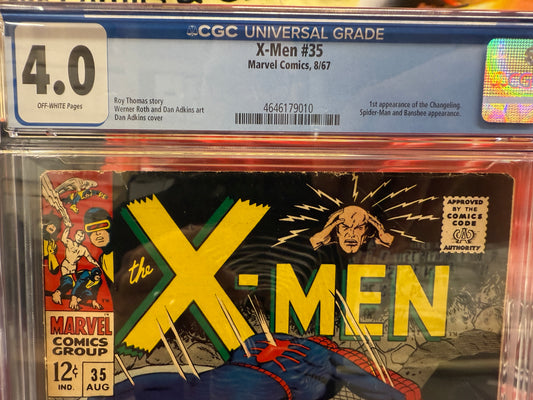 CGC UNIVERSAL GRADE
4.0
OFF-WHITE Pages
X-Men #35
Marvel Comics, 8/67
Roy Thomas story
Werner Roth and Dan Adkins art
Dan Adkins cover
4646179010
1st appearance of the Changeling.
Spider-Man and Banshee appearance.
APPROVED
BY THE
COMICS
CODE
CA
AUTHORITY
the
X-MEN
TM
MARVEL
COMICS
GROUP
12¢
IND.
35
AUG